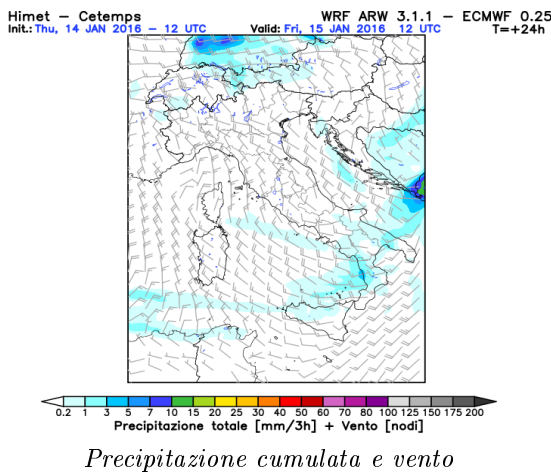 Himet - Cetemps WRF ARW 3.1.1 - ECMWF 0.25
Init.: Thu, 14 JAN 2016 - 12 UTC Valid: Fri, 15 JAN 2016 12 UTC T=+24h
0.2 1 3 5 7 10 15 20 25 30 40 50 60 70 80 100 125 150 175 200
Precipitazione totale [mm/3h] + Vento [nodi]
Precipitazione cumulata e vento